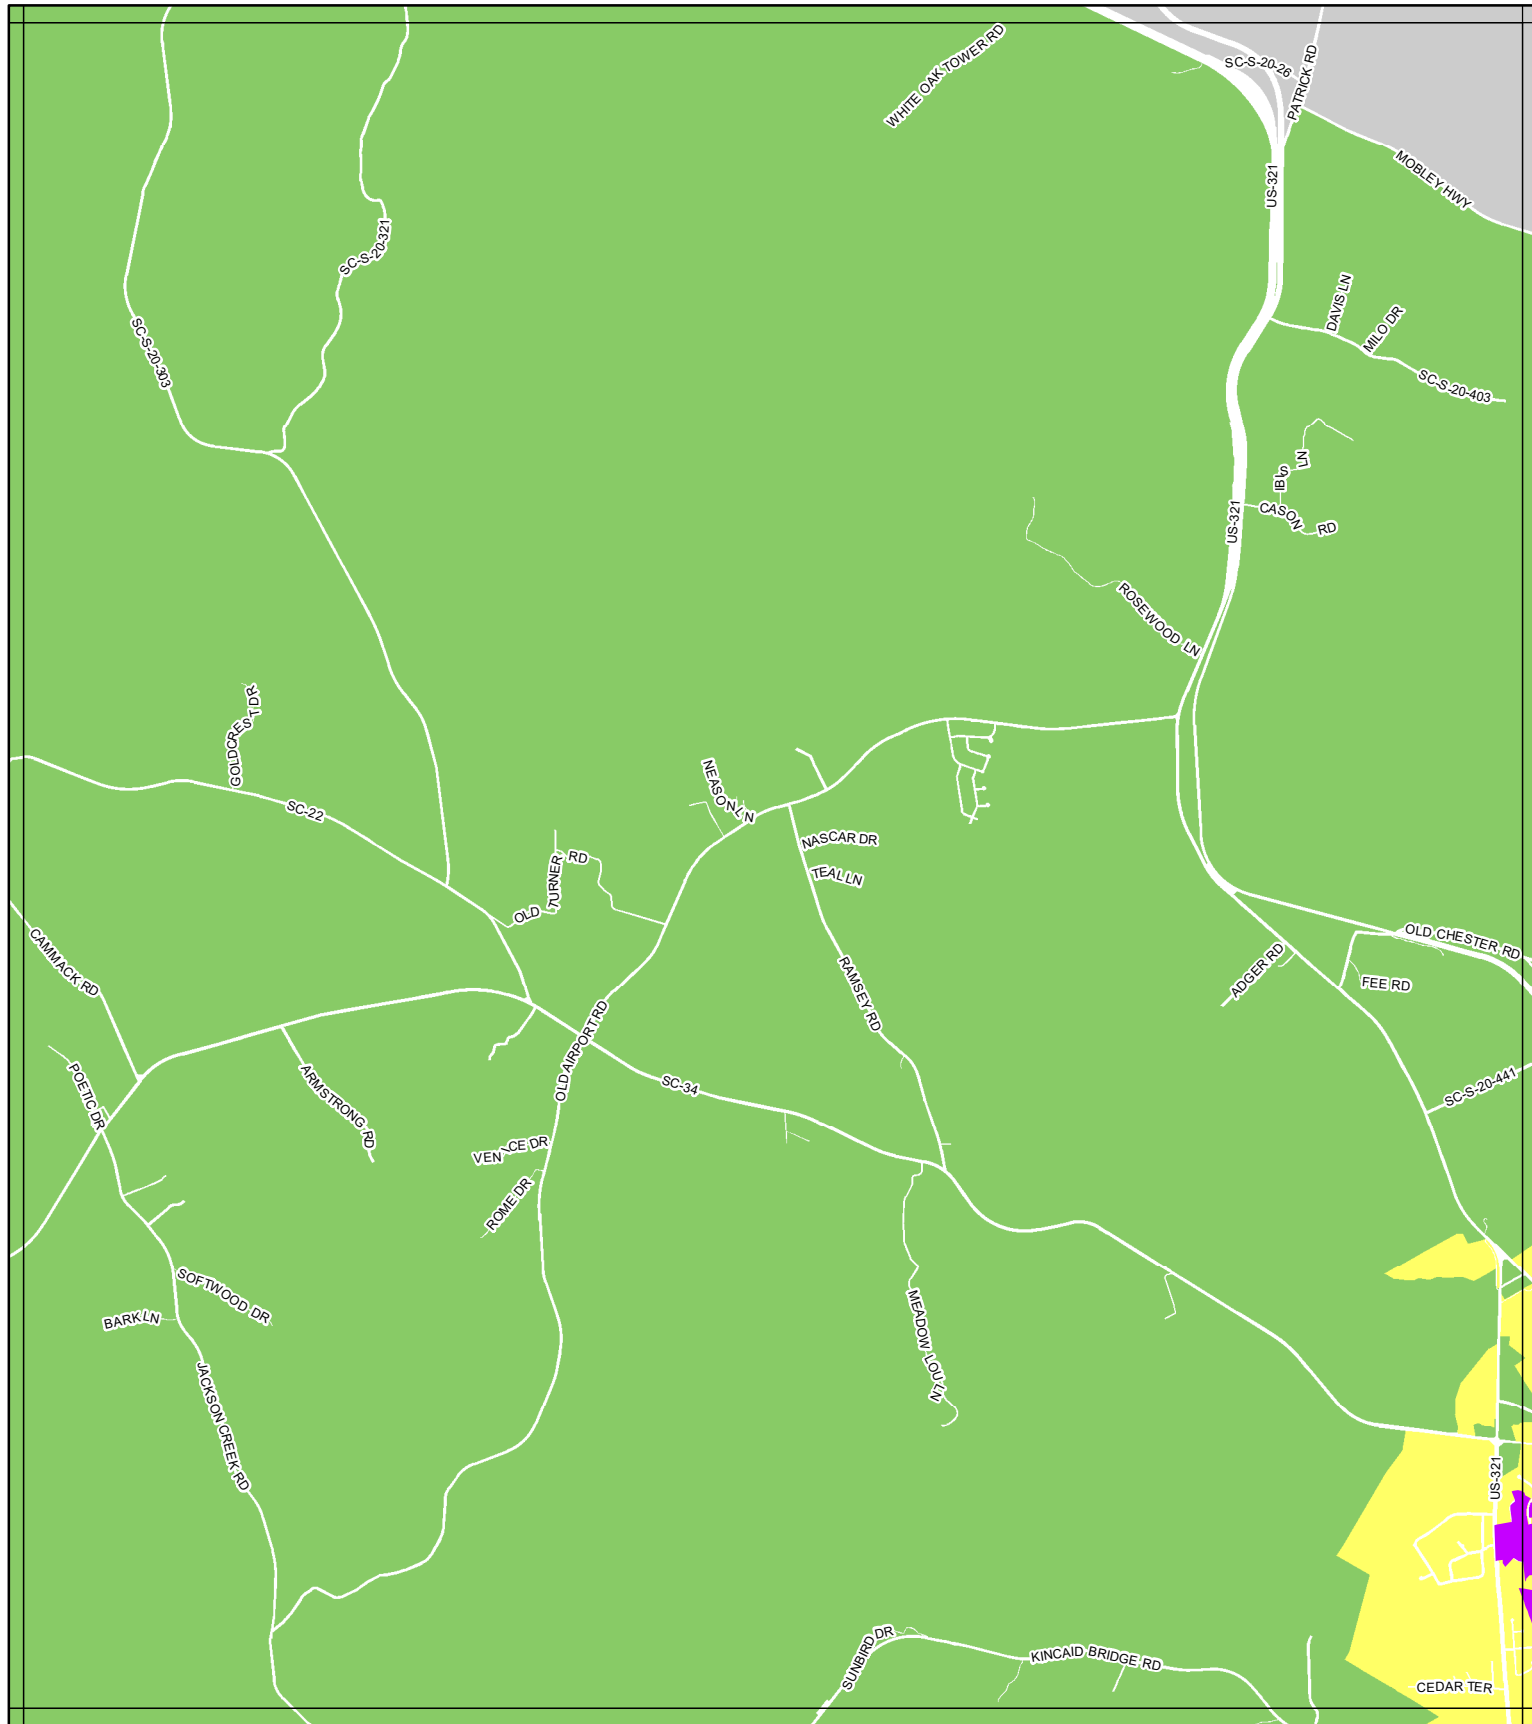 WHITE OAK TOWER RD
SC-S-20-26
PATRICK RD
MOBLEY HWY
US-321
SC-S-20-321
DAVIS LN
MILO DR
SC-S-20-303
SC-S-20-403
IBIS LN
CASON RD
US-321
ROSEWOOD LN
GOLDCREST DR
NEASON LN
SC-22
NASCAR DR
TEAL LN
OLD TURNER RD
CAMMACK RD
OLD CHESTER RD
ADGER RD
FEE RD
RAMSEY RD
OLD AIRPORT RD
POETIC DR
ARMSTRONG RD
SC-34
SC-S-20-441
VENICE DR
ROME DR
SOFTWOOD DR
BARK LN
MEADOW LOU LN
JACKSON CREEK RD
US-321
SUNBIRD DR
KINCAID BRIDGE RD
CEDAR TER